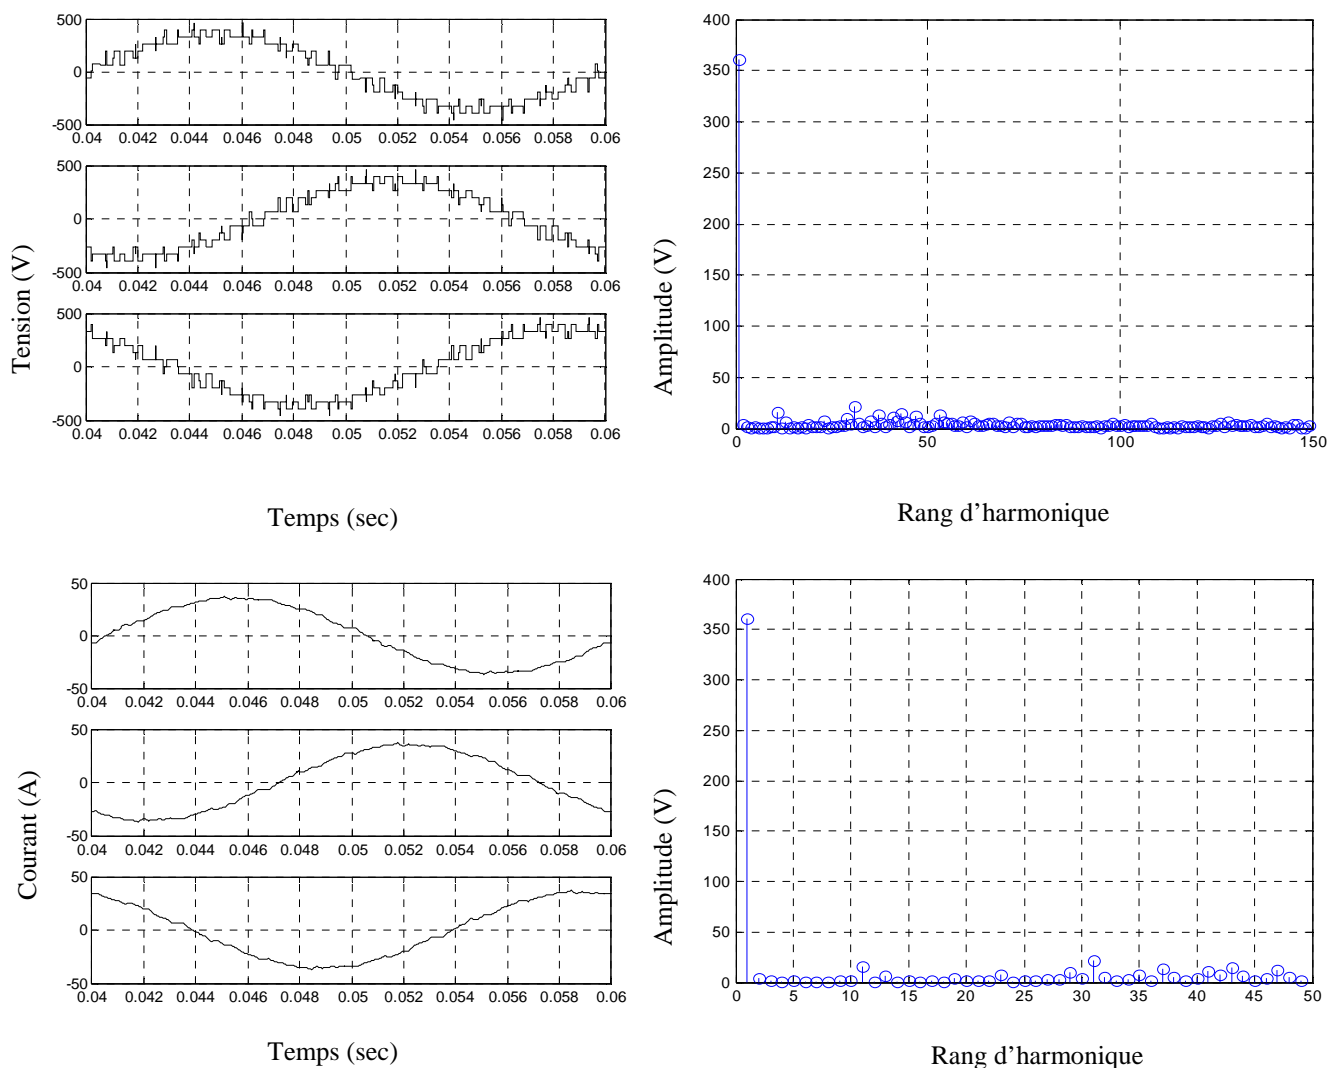 500
0
-500
0.04 0.042 0.044 0.046 0.048 0.05 0.052 0.054 0.056 0.058 0.06
500
0
-500
0.04 0.042 0.044 0.046 0.048 0.05 0.052 0.054 0.056 0.058 0.06
500
0
-500
0.04 0.042 0.044 0.046 0.048 0.05 0.052 0.054 0.056 0.058 0.06
Tension (V)
Temps (sec)
400
350
300
250
200
150
100
50
0
0 50 100 150
Amplitude (V)
Rang d’harmonique
50
0
-50
0.04 0.042 0.044 0.046 0.048 0.05 0.052 0.054 0.056 0.058 0.06
50
0
-50
0.04 0.042 0.044 0.046 0.048 0.05 0.052 0.054 0.056 0.058 0.06
50
0
-50
0.04 0.042 0.044 0.046 0.048 0.05 0.052 0.054 0.056 0.058 0.06
Courant (A)
Temps (sec)
400
350
300
250
200
150
100
50
0
0 5 10 15 20 25 30 35 40 45 50
Amplitude (V)
Rang d’harmonique